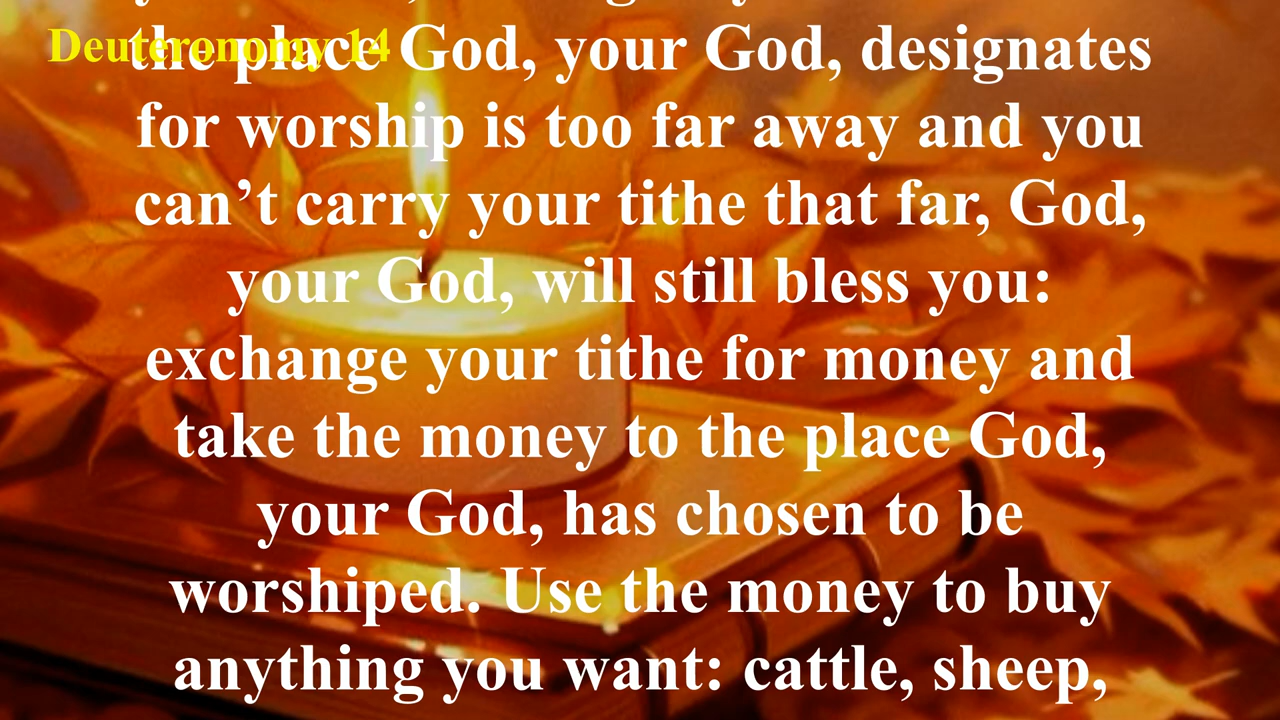 Deuteronomy 14
the place God, your God, designates
for worship is too far away and you
can’t carry your tithe that far, God,
your God, will still bless you:
exchange your tithe for money and
take the money to the place God,
your God, has chosen to be
worshiped. Use the money to buy
anything you want: cattle, sheep,